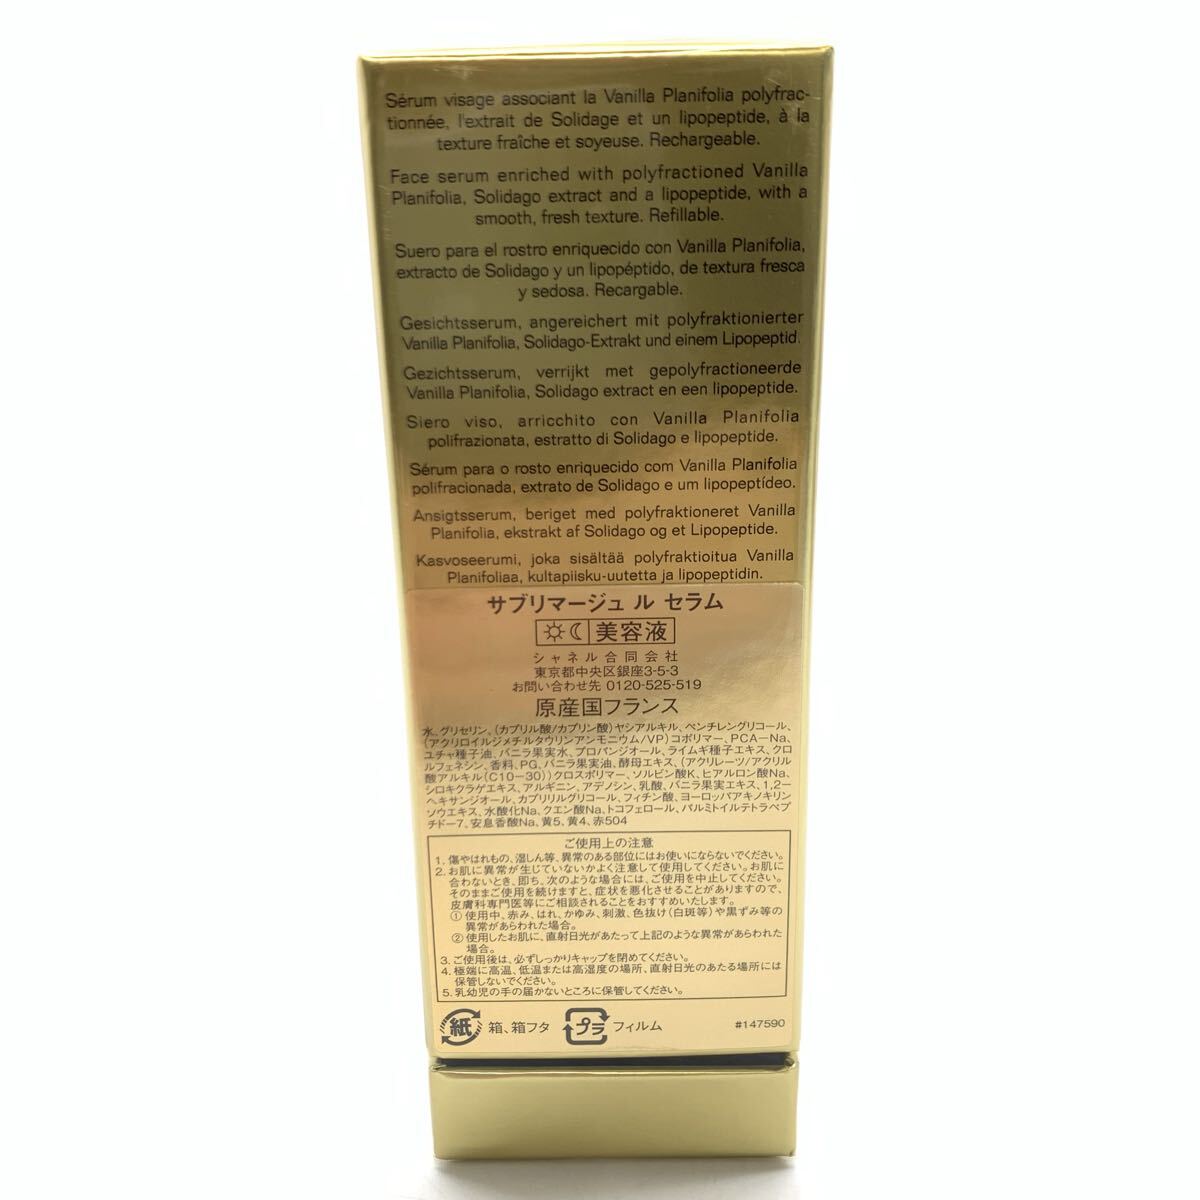 Sérum visage associant la Vanilla Planifolia polyfrac-
tionnée, l'extrait de Solidage et un lipopeptide, à la
texture fraîche et soyeuse. Rechargeable.
Face serum enriched with polyfractioned Vanilla
Planifolia, Solidago extract and a lipopeptide, with a
smooth, fresh texture. Refillable.
Suero para el rostro enriquecido con Vanilla Planifolia,
extracto de Solidago y un lipopéptido, de textura fresca
y sedosa. Recargable.
Gesichtsserum, angereichert mit polyfraktionierter
Vanilla Planifolia, Solidago-Extrakt und einem Lipopeptid.
Gezichtsserum, verrijkt met gepolyfractioneerde
Vanilla Planifolia, Solidago extract en een lipopeptide.
Siero viso, arricchito con Vanilla Planifolia
polifrazionata, estratto di Solidago e lipopeptide.
Sérum para o rosto enriquecido com Vanilla Planifolia
polifracionada, extrato de Solidago e um lipopeptídeo.
Ansigtsserum, beriget med polyfraktioneret Vanilla
Planifolia, ekstrakt af Solidago og et Lipopeptide.
Kasvoseerumi, joka sisältää polyfraktioitua Vanilla
Planifoliaa, kultapiisku-uutetta ja lipopeptidin.
サブリマージュ ル セラム
美容液
シャネル合同会社
東京都中央区銀座3-5-3
お問い合わせ先 0120-525-519
原産国フランス
水、グリセリン、(カプリル酸/カプリン酸)ヤシアルキル、ペンチレングリコール、
(アクリロイルジメチルタウリンアンモニウム/VP)コポリマー、PCA-Na、
ユチャ種子油、バニラ果実水、プロパンジオール、ライムギ種子エキス、クロ
ルフェネシン、香料、PG、バニラ果実油、酵母エキス、(アクリレーツ/アクリル
酸アルキル(C10-30))クロスポリマー、ソルビン酸K、ヒアルロン酸Na、
シロキクラゲエキス、アルギニン、アデノシン、乳酸、バニラ果実エキス、1,2-
ヘキサンジオール、カプリリルグリコール、フィチン酸、ヨーロッパアキノキリン
ソウエキス、水酸化Na、クエン酸Na、トコフェロール、パルミトイルテトラペプ
チド-7、安息香酸Na、黄5、黄4、赤504
ご使用上の注意
1. 傷やはれもの、湿しん等、異常のある部位にはお使いにならないでください。
2. お肌に異常が生じていないかよく注意して使用してください。お肌に
合わないとき、即ち、次のような場合には、ご使用を中止してください。
そのままご使用を続けますと、症状を悪化させることがありますので、
皮膚科専門医等にご相談されることをおすすめいたします。
① 使用中、赤み、はれ、かゆみ、刺激、色抜け(白斑等)や黒ずみ等の
異常があらわれた場合。
② 使用したお肌に、直射日光があたって上記のような異常があらわれた
場合。
3. ご使用後は、必ずしっかりキャップを閉めてください。
4. 極端に高温、低温または高湿度の場所、直射日光のあたる場所には
保管しないでください。
5. 乳幼児の手の届かないところに保管してください。
紙 箱、箱フタ プラ フィルム #147590